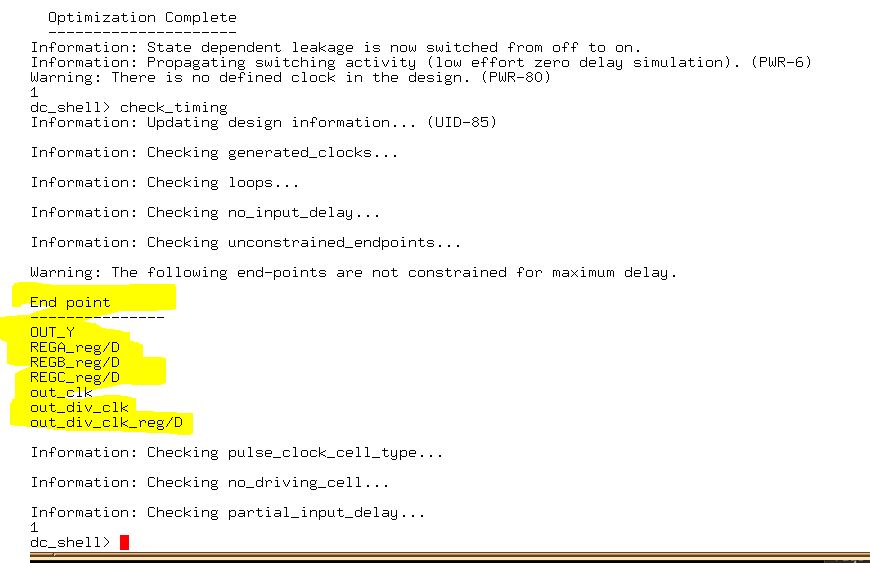 Optimization Complete
---------------------
Information: State dependent leakage is now switched from off to on.
Information: Propagating switching activity (low effort zero delay simulation). (PWR-6)
Warning: There is no defined clock in the design. (PWR-80)
1
dc_shell> check_timing
Information: Updating design information... (UID-85)
Information: Checking generated_clocks...
Information: Checking loops...
Information: Checking no_input_delay...
Information: Checking unconstrained_endpoints...
Warning: The following end-points are not constrained for maximum delay.
End point
---------------
OUT_Y
REGA_reg/D
REGB_reg/D
REGC_reg/D
out_clk
out_div_clk
out_div_clk_reg/D
Information: Checking pulse_clock_cell_type...
Information: Checking no_driving_cell...
Information: Checking partial_input_delay...
1
dc_shell>